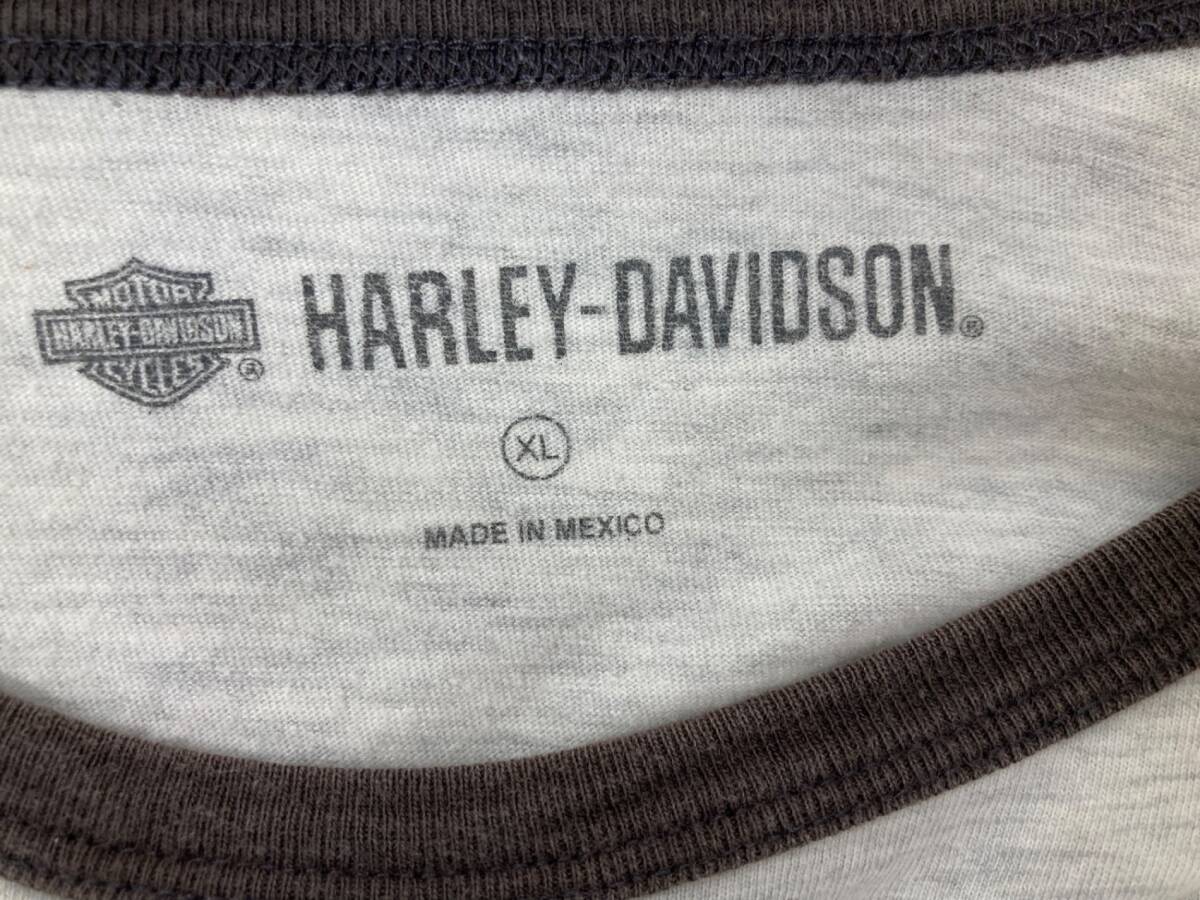 MOTOR
HARLEY-DAVIDSON
CYCLES
®
HARLEY-DAVIDSON®
XL
MADE IN MEXICO